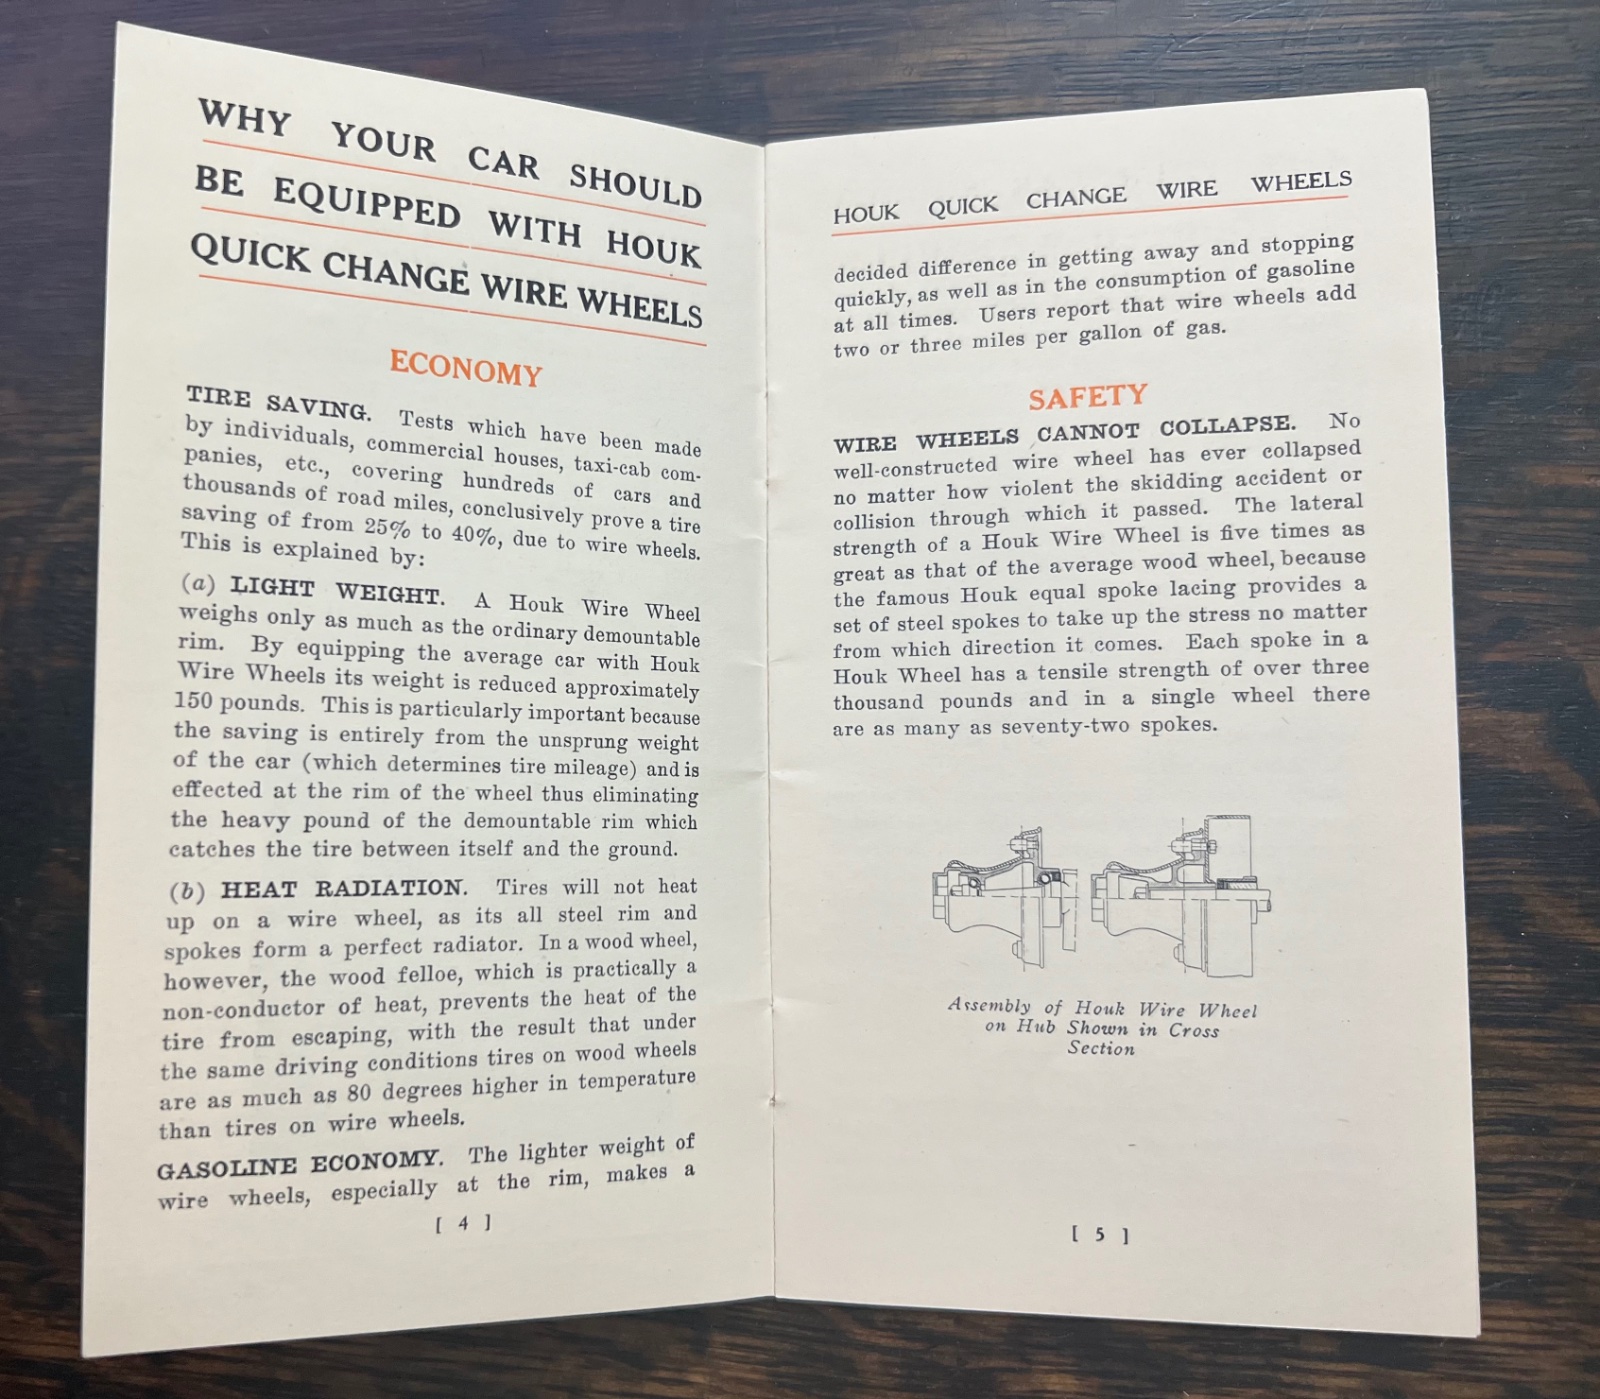 WHY YOUR CAR SHOULD
BE EQUIPPED WITH HOUK
QUICK CHANGE WIRE WHEELS
ECONOMY
TIRE SAVING. Tests which have been made
by individuals, commercial houses, taxi-cab com-
panies, etc., covering hundreds of cars and
thousands of road miles, conclusively prove a tire
saving of from 25% to 40%, due to wire wheels.
This is explained by:
(a) LIGHT WEIGHT. A Houk Wire Wheel
weighs only as much as the ordinary demountable
rim. By equipping the average car with Houk
Wire Wheels its weight is reduced approximately
150 pounds. This is particularly important because
the saving is entirely from the unsprung weight
of the car (which determines tire mileage) and is
effected at the rim of the wheel thus eliminating
the heavy pound of the demountable rim which
catches the tire between itself and the ground.
(b) HEAT RADIATION. Tires will not heat
up on a wire wheel, as its all steel rim and
spokes form a perfect radiator. In a wood wheel,
however, the wood felloe, which is practically a
non-conductor of heat, prevents the heat of the
tire from escaping, with the result that under
the same driving conditions tires on wood wheels
are as much as 80 degrees higher in temperature
than tires on wire wheels.
GASOLINE ECONOMY. The lighter weight of
wire wheels, especially at the rim, makes a
[ 4 ]
HOUK QUICK CHANGE WIRE WHEELS
decided difference in getting away and stopping
quickly, as well as in the consumption of gasoline
at all times. Users report that wire wheels add
two or three miles per gallon of gas.
SAFETY
WIRE WHEELS CANNOT COLLAPSE. No
well-constructed wire wheel has ever collapsed
no matter how violent the skidding accident or
collision through which it passed. The lateral
strength of a Houk Wire Wheel is five times as
great as that of the average wood wheel, because
the famous Houk equal spoke lacing provides a
set of steel spokes to take up the stress no matter
from which direction it comes. Each spoke in a
Houk Wheel has a tensile strength of over three
thousand pounds and in a single wheel there
are as many as seventy-two spokes.
Assembly of Houk Wire Wheel
on Hub Shown in Cross
Section
[ 5 ]